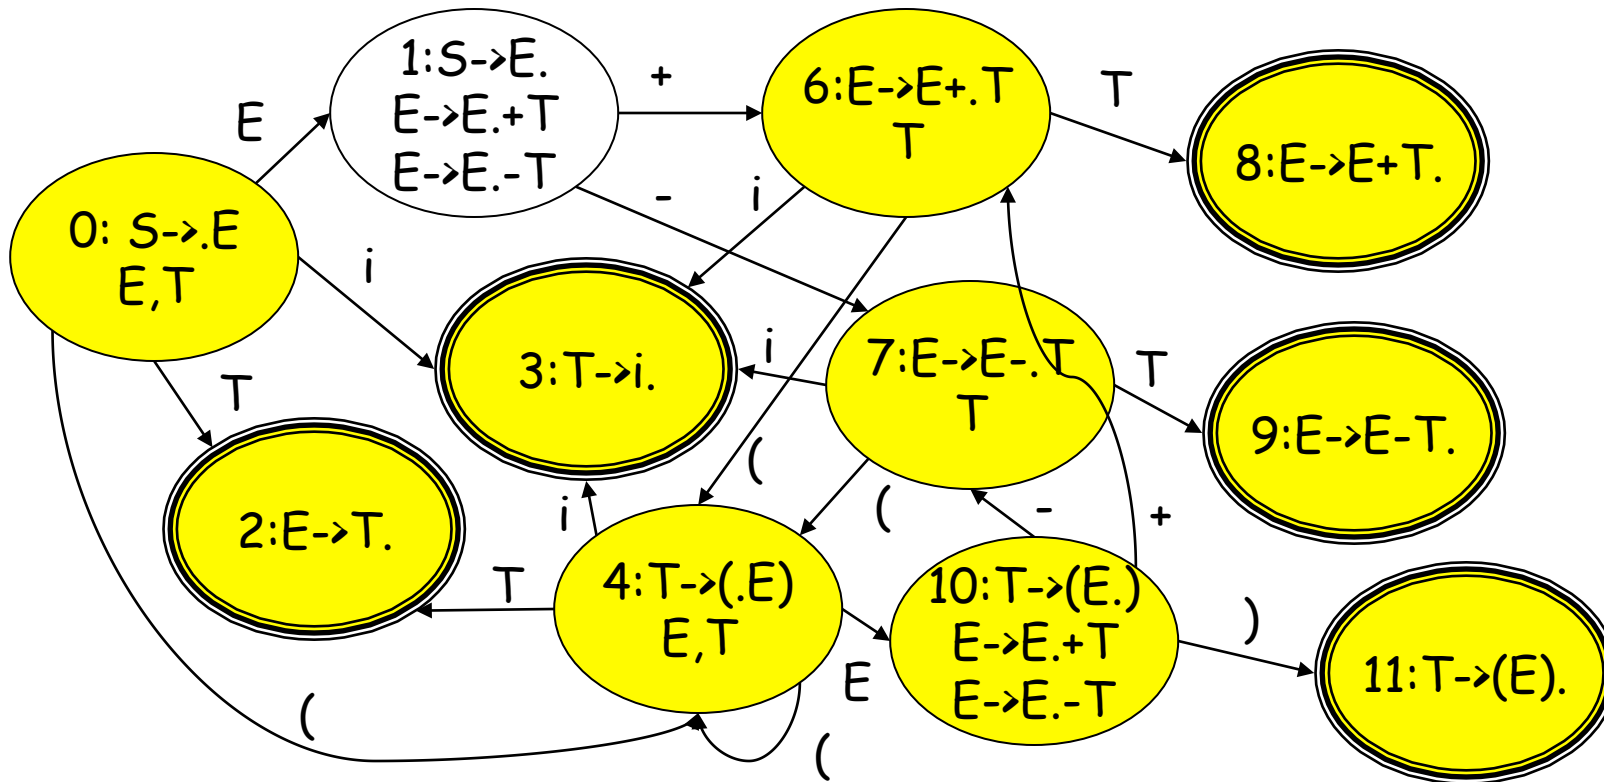 1:S->E.
E->E.+T
E->E.-T
+
6:E->E+.T
T
T
8:E->E+T.
E
0: S->.E
E,T
i
-
i
3:T->i.
i
7:E->E-.T
T
T
9:E->E-T.
T
2:E->T.
(
(
i
-
+
T
4:T->(.E)
E,T
10:T->(E.)
E->E.+T
E->E.-T
)
11:T->(E).
E
(
(